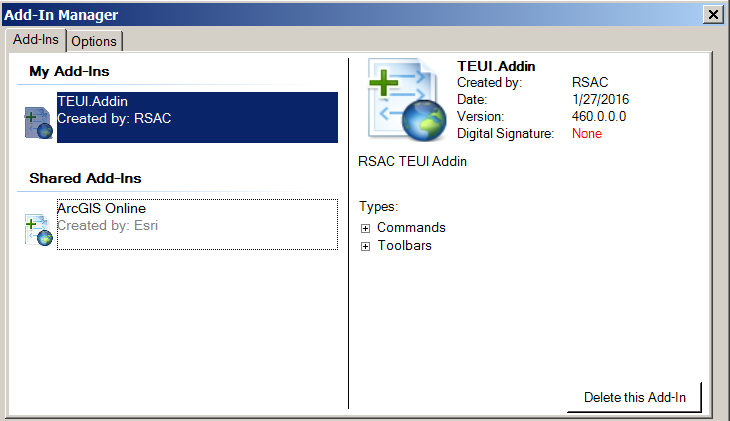 Add-In Manager
Add-Ins
Options
My Add-Ins
TEUI.Addin
Created by: RSAC
Shared Add-Ins
ArcGIS Online
Created by: Esri
TEUI.Addin
Created by: RSAC
Date: 1/27/2016
Version: 460.0.0.0
Digital Signature: None
RSAC TEUI Addin
Types:
Commands
Toolbars
Delete this Add-In